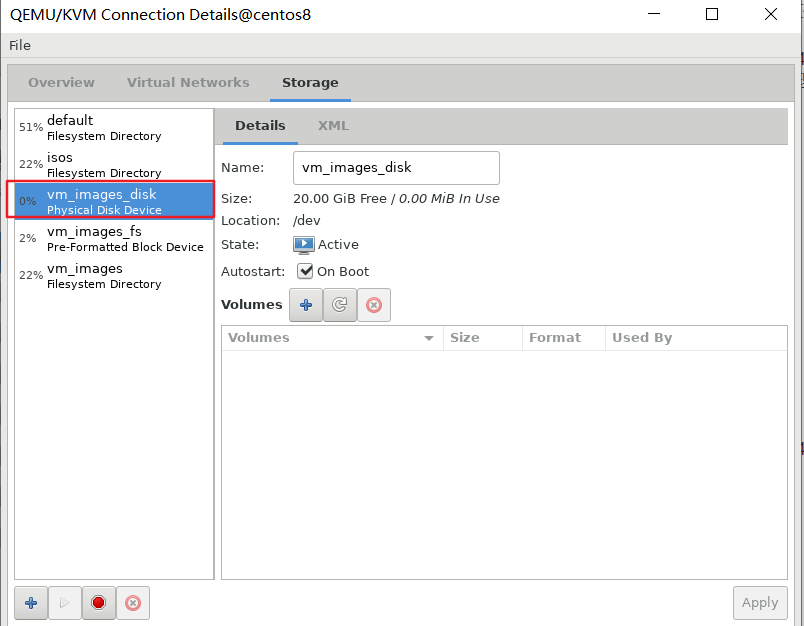 QEMU/KVM Connection Details@centos8
File
Overview Virtual Networks Storage
51% default
Filesystem Directory
22% isos
Filesystem Directory
0% vm_images_disk
Physical Disk Device
2% vm_images_fs
Pre-Formatted Block Device
22% vm_images
Filesystem Directory
Details XML
Name: vm_images_disk
Size: 20.00 GiB Free / 0.00 MiB In Use
Location: /dev
State: Active
Autostart: On Boot
Volumes
Volumes Size Format Used By
Apply